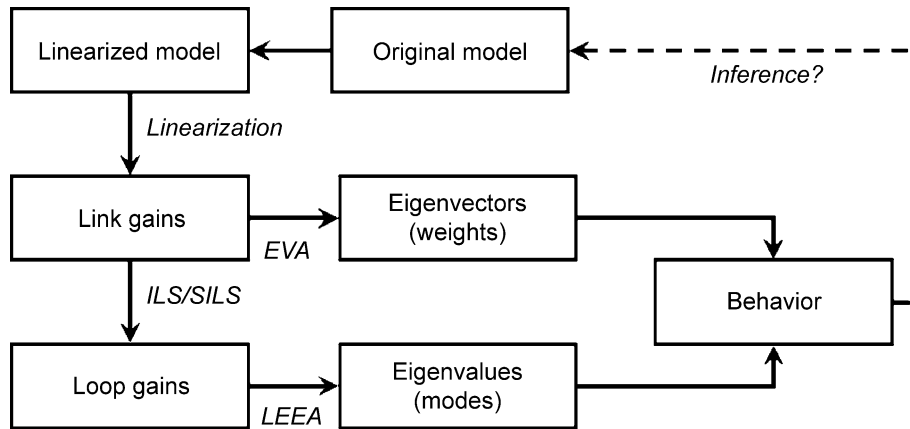 Linearized model
Original model
Inference?
Linearization
Link gains
Eigenvectors
(weights)
EVA
ILS/SILS
Behavior
Loop gains
Eigenvalues
(modes)
LEEA